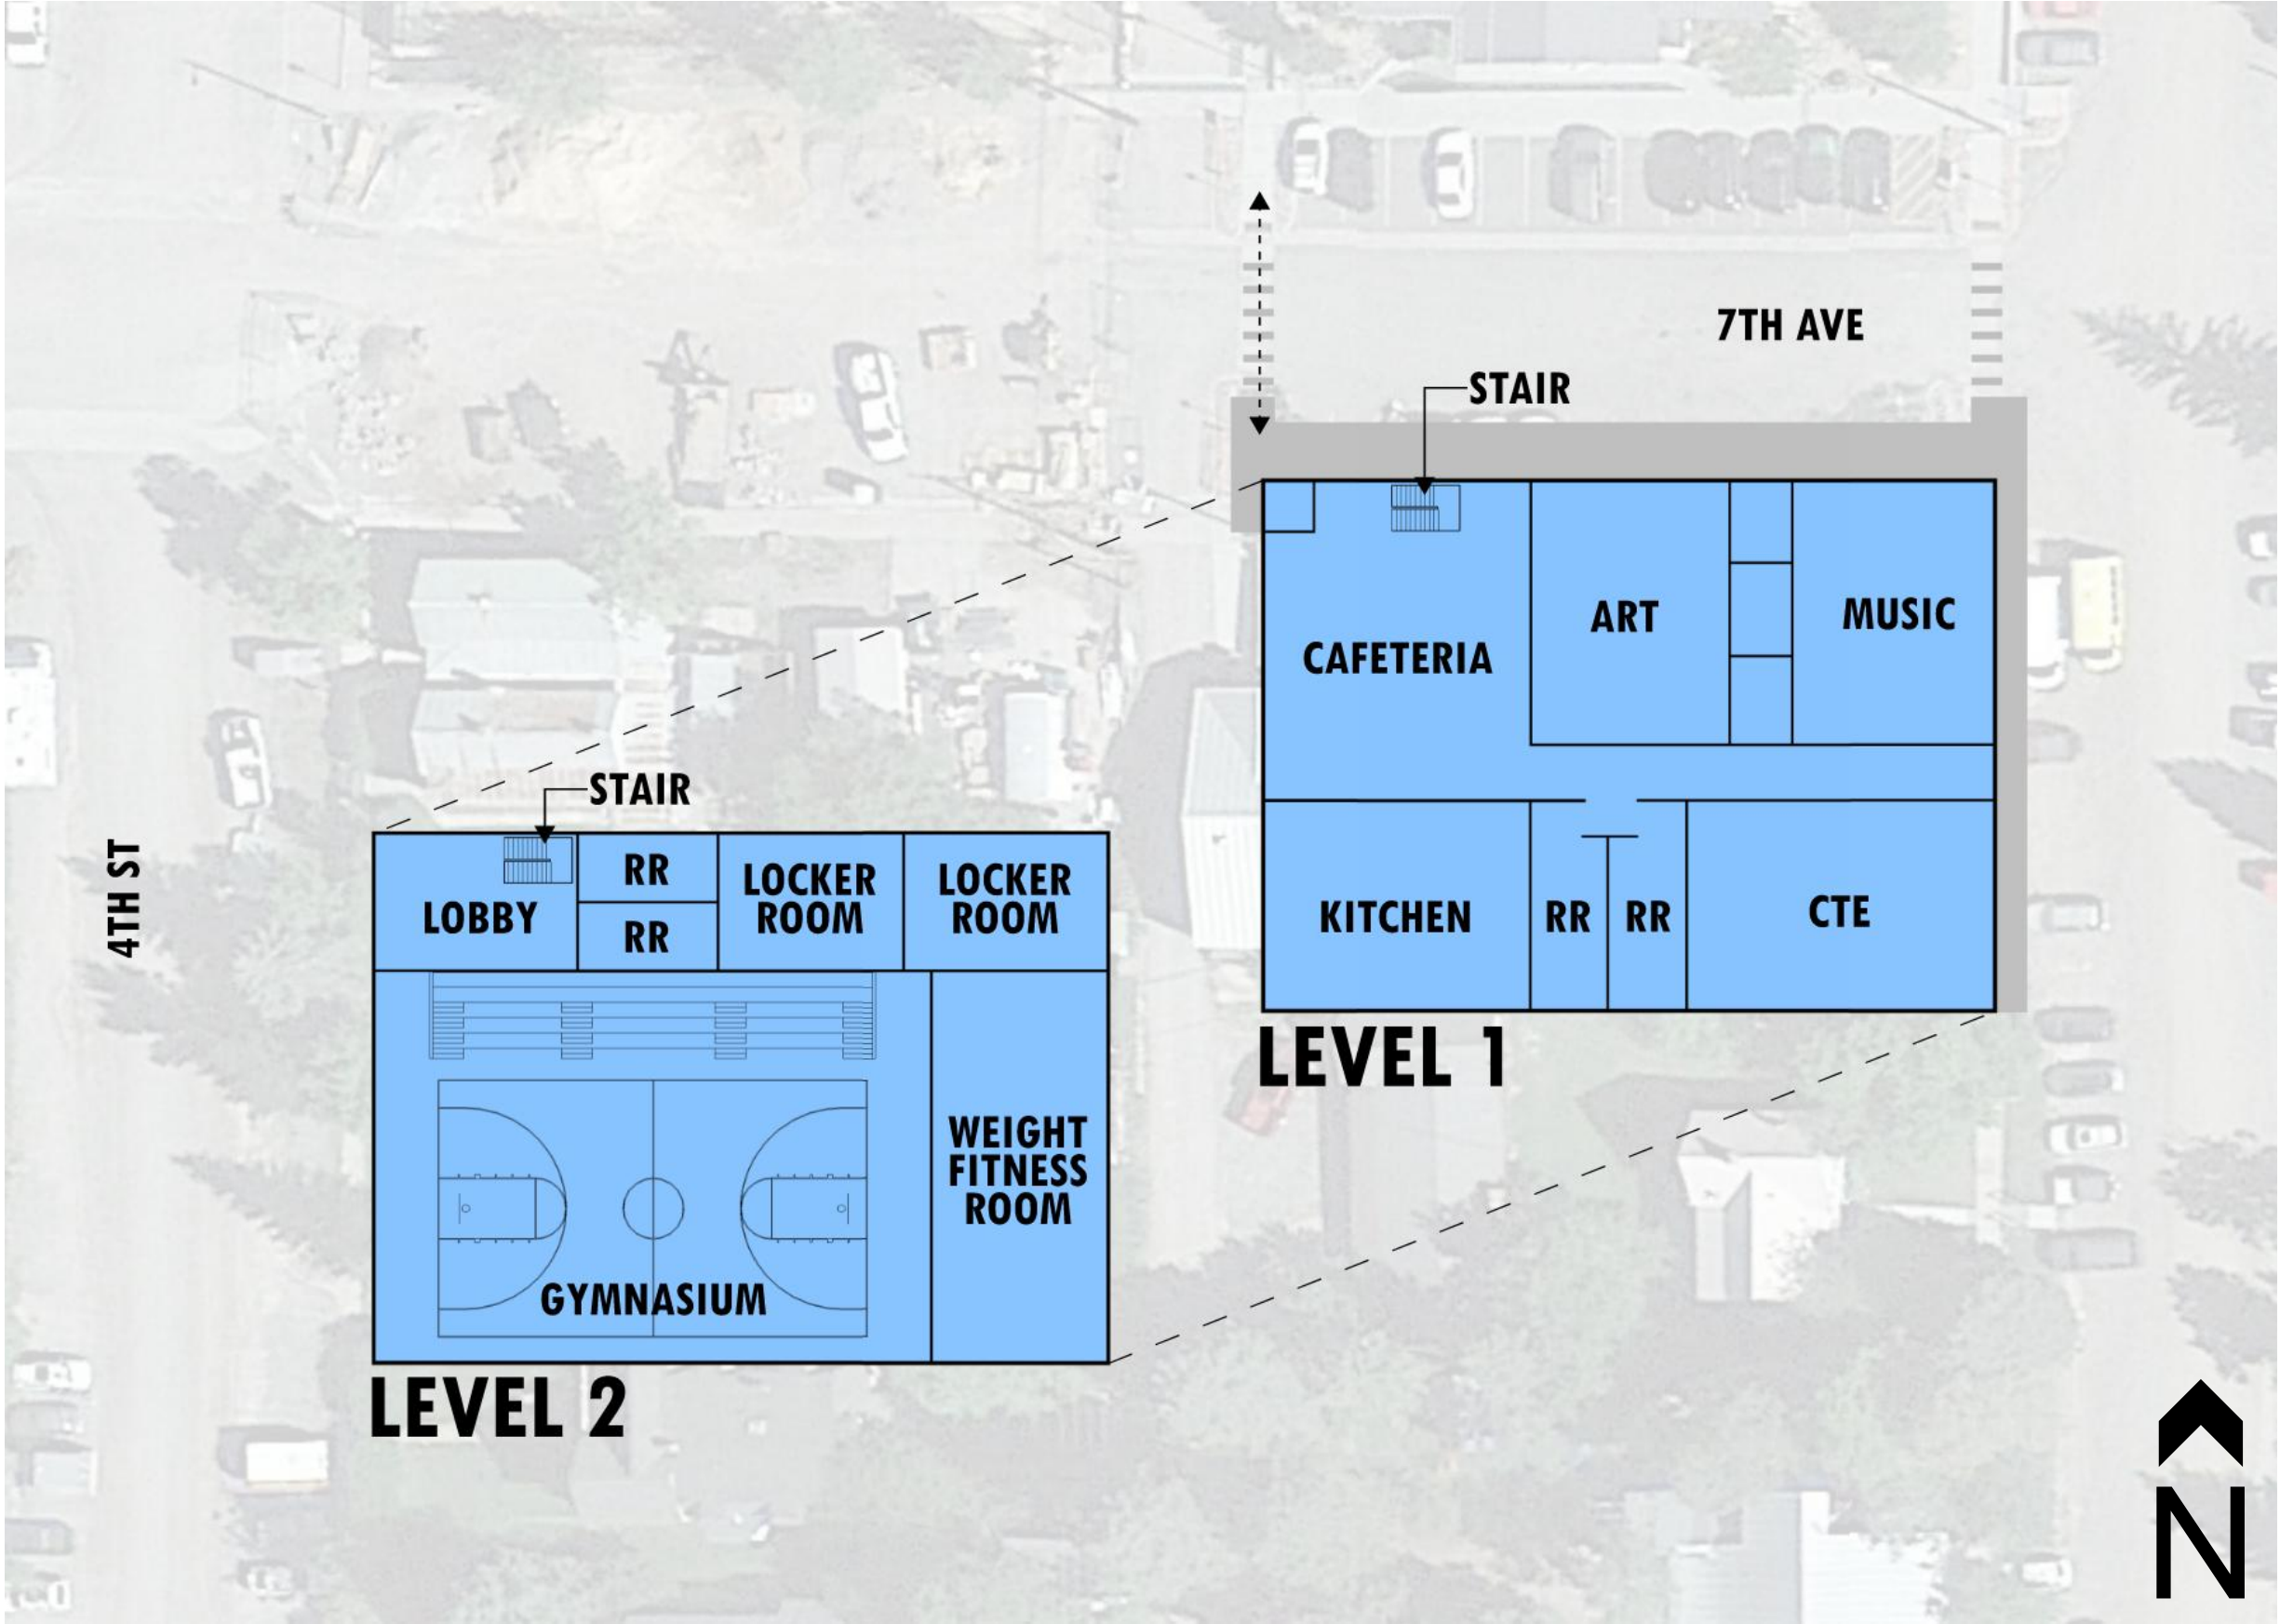 7TH AVE
STAIR
ART
MUSIC
CAFETERIA
KITCHEN
RR
RR
CTE
LEVEL 1
STAIR
4TH ST
LOBBY
RR
RR
LOCKER
ROOM
LOCKER
ROOM
WEIGHT
FITNESS
ROOM
GYMNASIUM
LEVEL 2
N